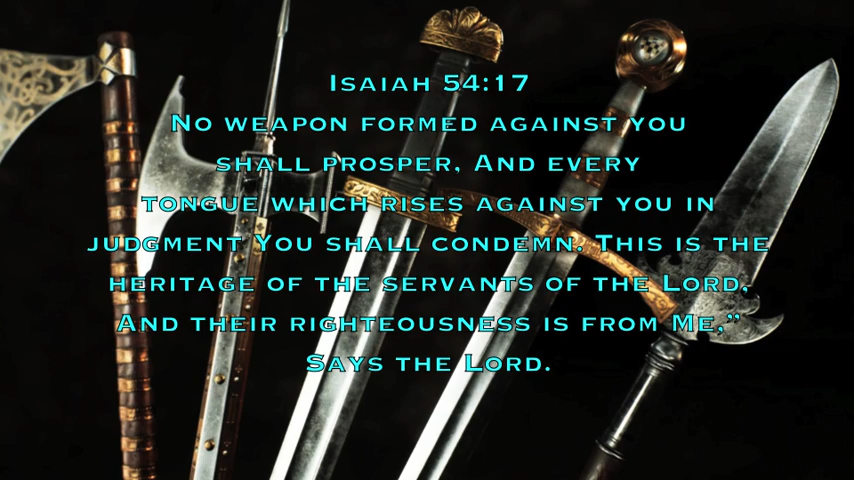 Isaiah 54:17
No weapon formed against you
shall prosper, And every
tongue which rises against you in
judgment You shall condemn. This is the
heritage of the servants of the Lord,
And their righteousness is from Me,”
Says the Lord.